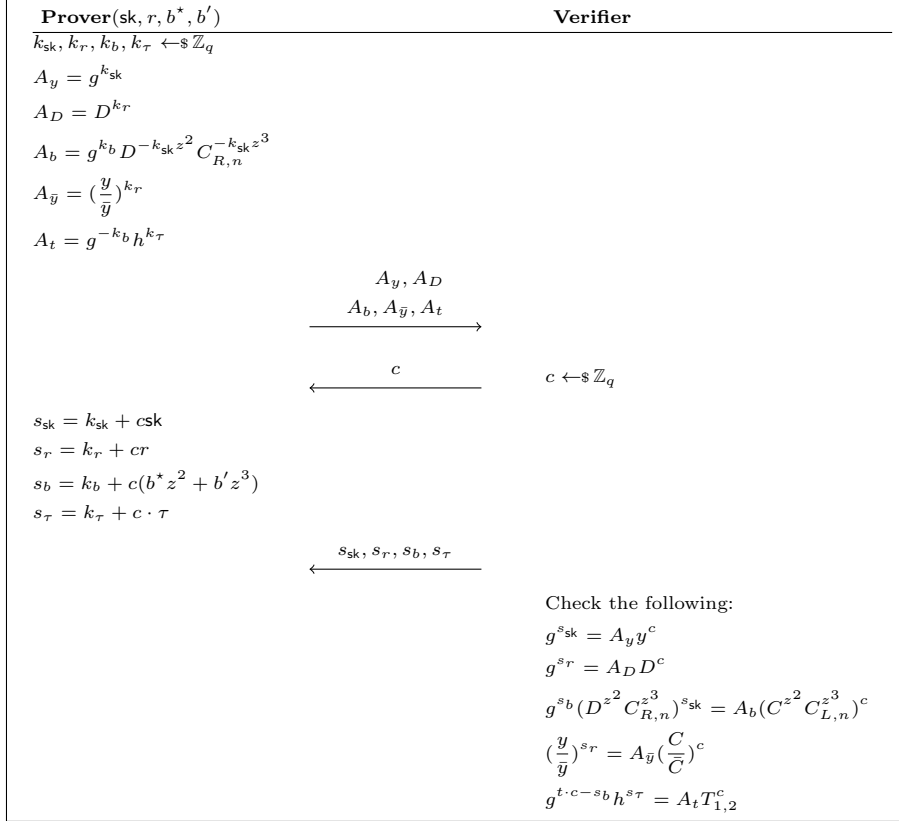 Prover(sk, r, b⋆, b′) Verifier
k_sk, k_r, k_b, k_τ ←$ ℤ_q
A_y = g^{k_sk}
A_D = D^{k_r}
A_b = g^{k_b} D^{−k_sk z^2} C_{R,n}^{−k_sk z^3}
A_ȳ = (y/ȳ)^{k_r}
A_t = g^{−k_b} h^{k_τ}
A_y, A_D
A_b, A_ȳ, A_t
c
c ←$ ℤ_q
s_sk = k_sk + csk
s_r = k_r + cr
s_b = k_b + c(b⋆z^2 + b′z^3)
s_τ = k_τ + c · τ
s_sk, s_r, s_b, s_τ
Check the following:
g^{s_sk} = A_y y^c
g^{s_r} = A_D D^c
g^{s_b} (D^{z^2} C_{R,n}^{z^3})^{s_sk} = A_b (C^{z^2} C_{L,n}^{z^3})^c
(y/ȳ)^{s_r} = A_ȳ (C/C̄)^c
g^{t·c−s_b} h^{s_τ} = A_t T_{1,2}^c